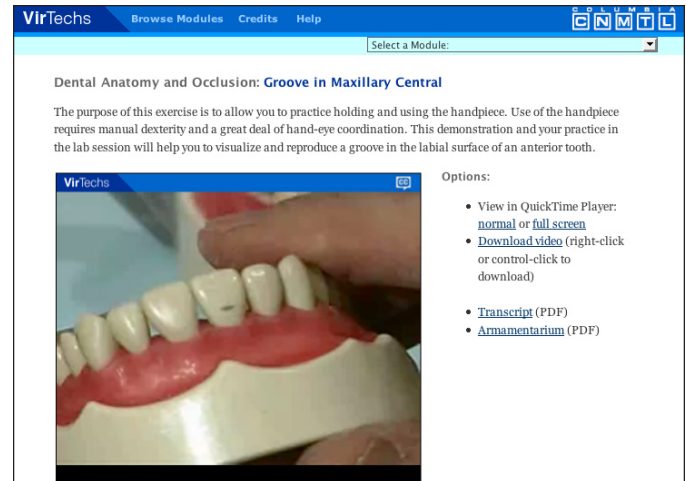 VirTechs Browse Modules Credits Help
COLUMBIA
CNMTL
Select a Module:
Dental Anatomy and Occlusion: Groove in Maxillary Central
The purpose of this exercise is to allow you to practice holding and using the handpiece. Use of the handpiece
requires manual dexterity and a great deal of hand-eye coordination. This demonstration and your practice in
the lab session will help you to visualize and reproduce a groove in the labial surface of an anterior tooth.
VirTechs CC
Options:
• View in QuickTime Player:
normal or full screen
• Download video (right-click
or control-click to
download)
• Transcript (PDF)
• Armamentarium (PDF)